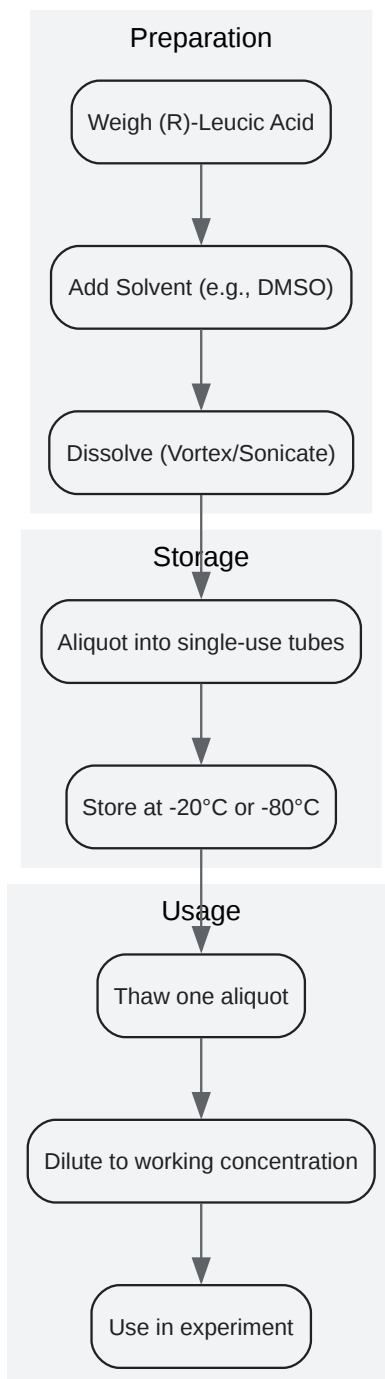 Preparation
Weigh (R)-Leucic Acid
Add Solvent (e.g., DMSO)
Dissolve (Vortex/Sonicate)
Storage
Aliquot into single-use tubes
Store at -20°C or -80°C
Usage
Thaw one aliquot
Dilute to working concentration
Use in experiment